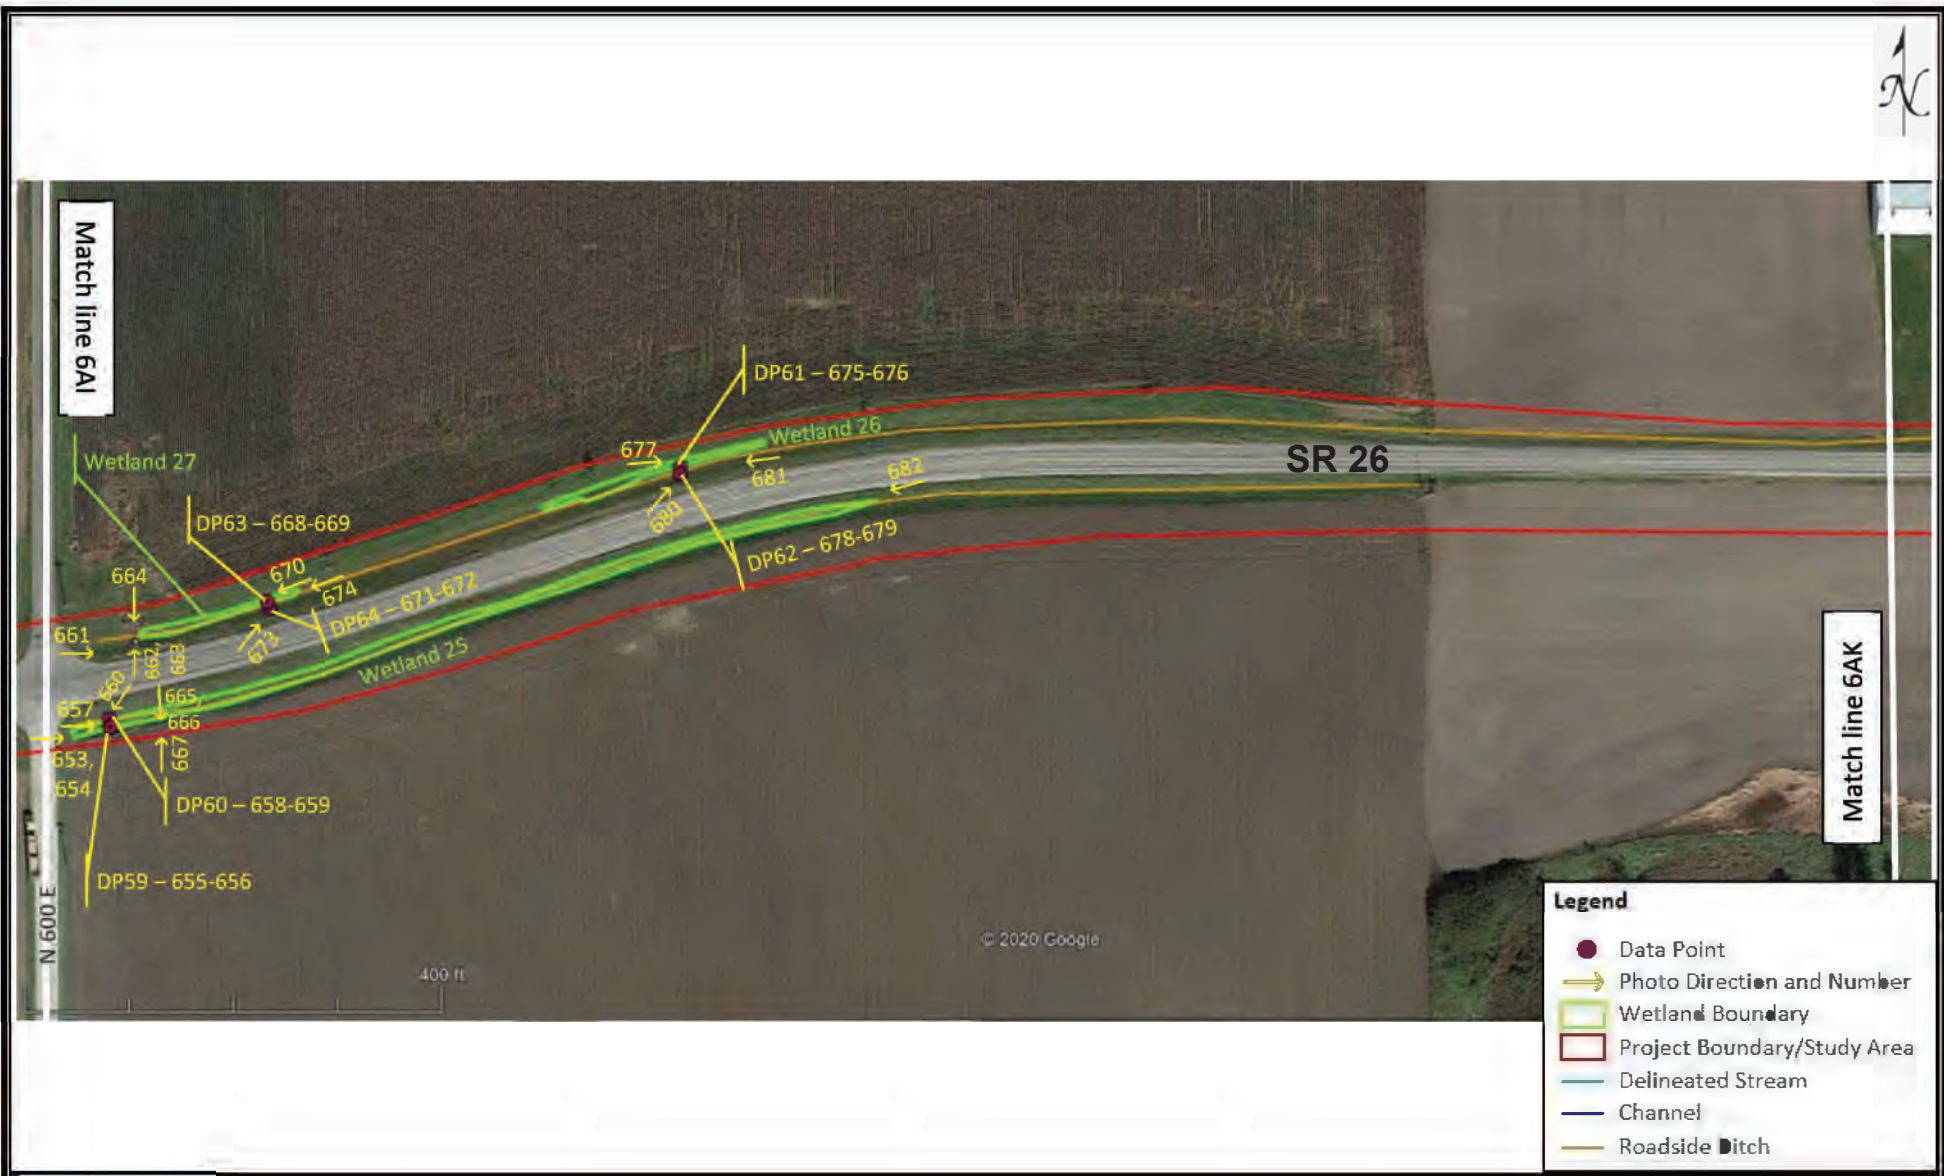 N
Match line 6AI
DP61 – 675-676
Wetland 26
677
Wetland 27
SR 26
681
682
680
DP63 – 668-669
DP62 – 678-679
670
664
674
DP64 – 671-672
661
673
662,
663
Wetland 25
660
665,
666
657
667
653,
654
Match line 6AK
DP60 – 658-659
DP59 – 655-656
N 600 E
© 2020 Google
400 ft
Legend
Data Point
Photo Direction and Number
Wetland Boundary
Project Boundary/Study Area
Delineated Stream
Channel
Roadside Ditch